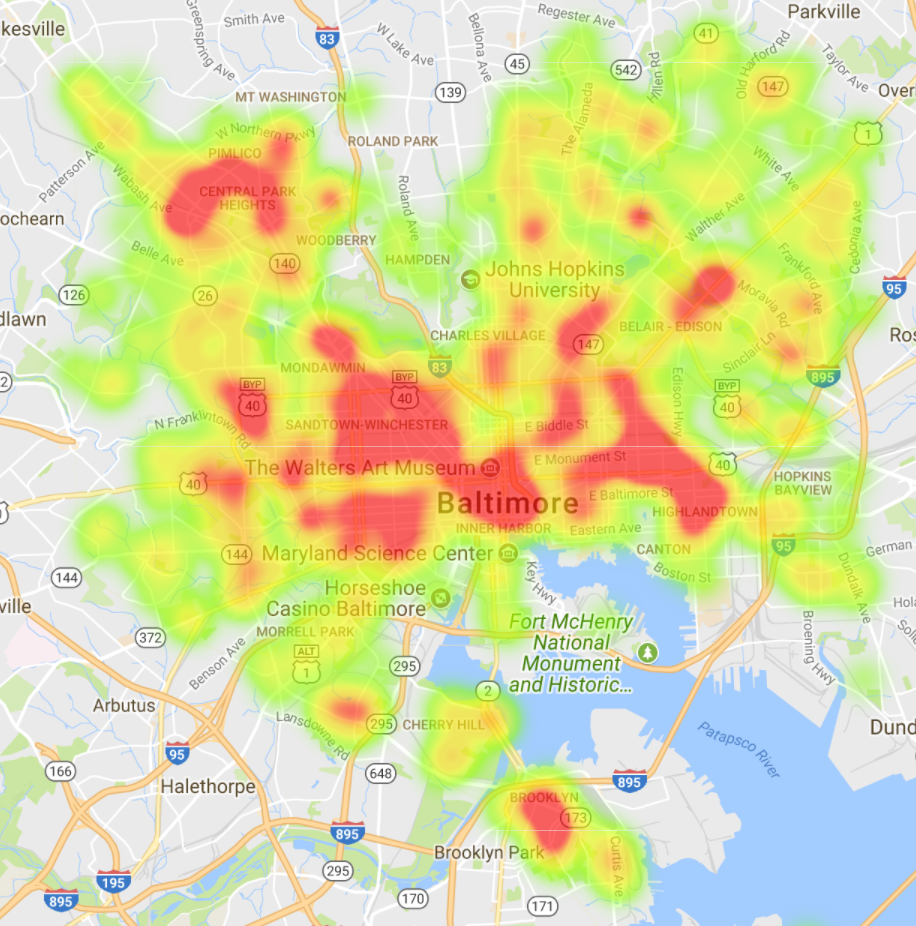 kesville
Smith Ave
Greenspring Ave
83
W Lake Ave
Bellona Ave
Regester Ave
Parkville
41
45
542
Hillen Rd
Old Harford Rd
Taylor Ave
139
MT WASHINGTON
The Alameda
147
Over
1
W Northern Pkwy
PIMLICO
ROLAND PARK
Patterson Ave
Wabash Ave
CENTRAL PARK
HEIGHTS
White Ave
ochearn
Roland Ave
Walther Ave
Cedonia Ave
WOODBERRY
Belle Ave
HAMPDEN
140
Johns Hopkins
University
Frankford Ave
126
26
95
Moravia Rd
dlawn
CHARLES VILLAGE
BELAIR - EDISON
147
Ros
Sinclair Ln
MONDAWMIN
83
895
2
BYP
40
BYP
40
Edison Hwy
BYP
40
N Franklintown Rd
SANDTOWN-WINCHESTER
E Biddle St
The Walters Art Museum
E Monument St
40
40
HOPKINS
BAYVIEW
Baltimore
E Baltimore St
HIGHLANDTOWN
INNER HARBOR
Eastern Ave
144
Maryland Science Center
CANTON
95
German
144
Key Hwy
Boston St
Dundalk Ave
Horseshoe
Casino Baltimore
ville
Hola
372
MORRELL PARK
Fort McHenry
National
Monument
and Historic...
Broening Hwy
Benson Ave
ALT
1
295
2
Arbutus
Lansdowne Rd
295
CHERRY HILL
Dund
95
Patapsco River
166
648
Halethorpe
895
BROOKLYN
173
895
Brooklyn Park
Curtis Ave
295
195
895
170
171